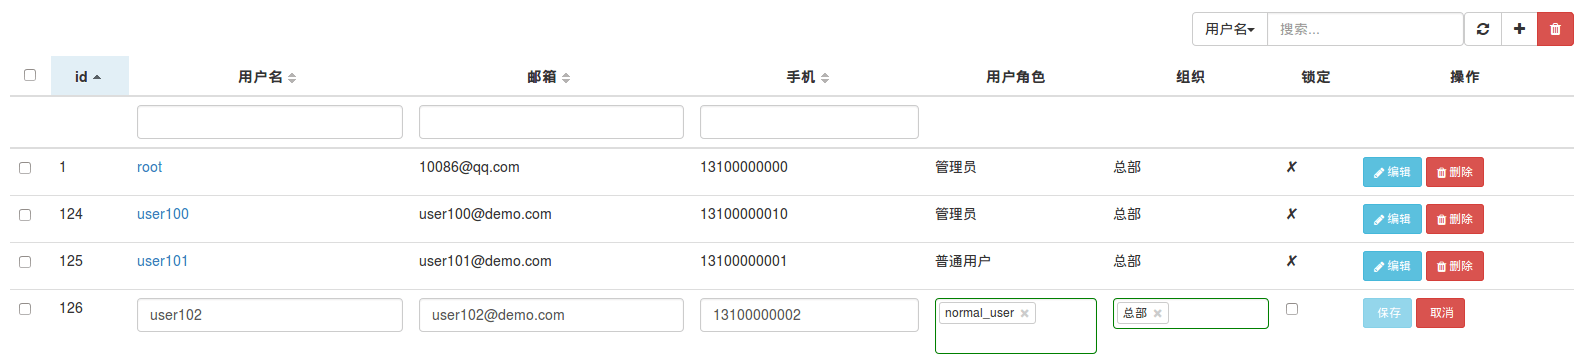 用户名 搜索...
id 用户名 邮箱 手机 用户角色 组织 锁定 操作
1 root 10086@qq.com 13100000000 管理员 总部 ✗ 编辑 删除
124 user100 user100@demo.com 13100000010 管理员 总部 ✗ 编辑 删除
125 user101 user101@demo.com 13100000001 普通用户 总部 ✗ 编辑 删除
126 user102 user102@demo.com 13100000002 normal_user × 总部 × 保存 取消